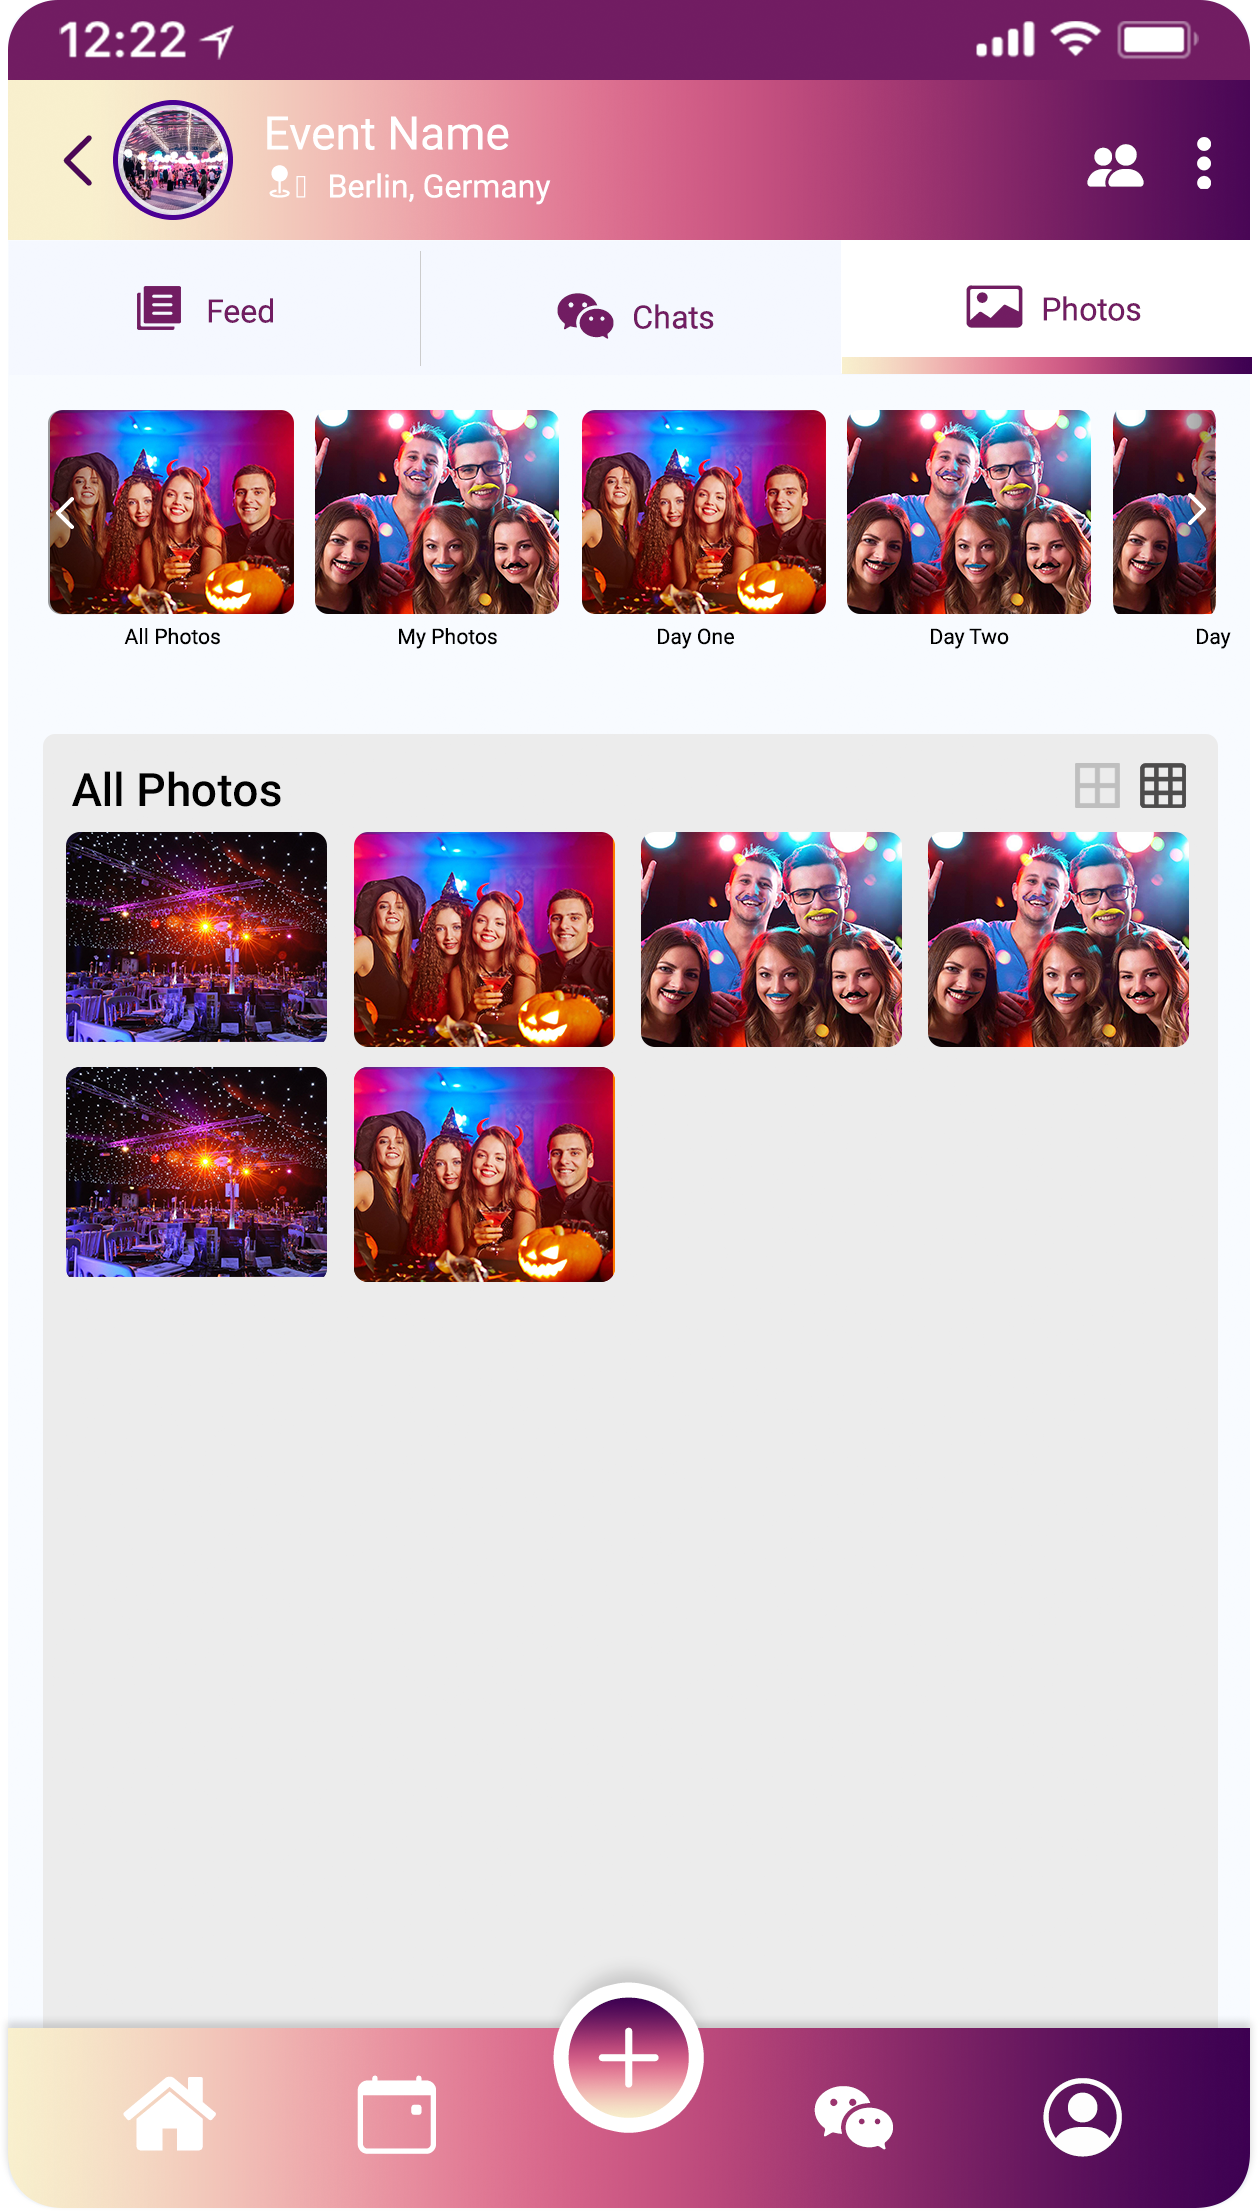 12:22
Event Name
Berlin, Germany
Feed
Chats
Photos
All Photos
My Photos
Day One
Day Two
Day
All Photos